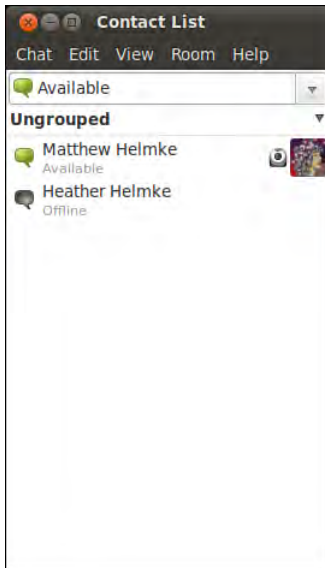 Contact List
Chat Edit View Room Help
Available
Ungrouped
Matthew Helmke
Available
Heather Helmke
Offline